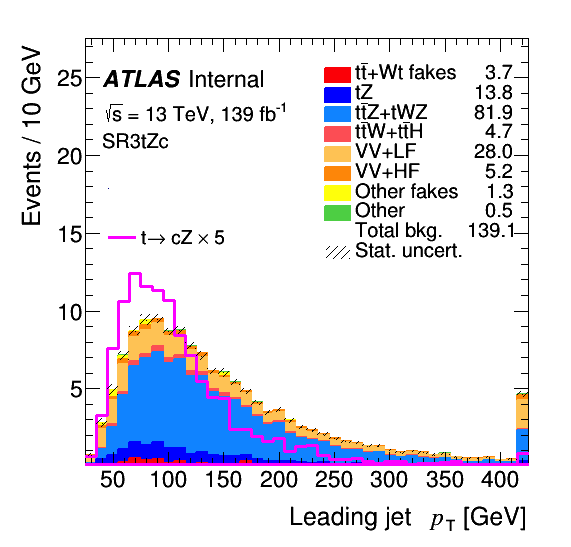 Events / 10 GeV
25
20
15
10
5
ATLAS Internal
√s = 13 TeV, 139 fb⁻¹
SR3tZc
t→ cZ × 5
tt̄+Wt fakes 3.7
tZ 13.8
tt̄Z+tWZ 81.9
tt̄W+tt̄H 4.7
VV+LF 28.0
VV+HF 5.2
Other fakes 1.3
Other 0.5
Total bkg. 139.1
Stat. uncert.
50 100 150 200 250 300 350 400
Leading jet p_T [GeV]